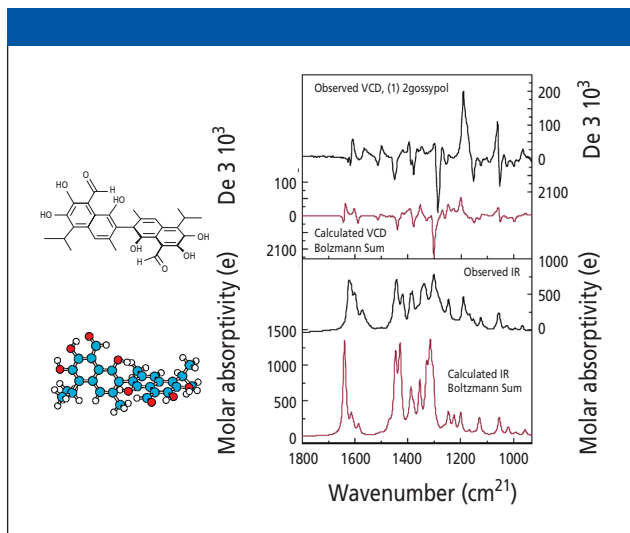 Observed VCD, (1) 2gossypol
200
100
0
2100
De 3 10³
De 3 10³
100
0
2100
Calculated VCD
Bolzmann Sum
Observed IR
1000
500
0
Molar absorptivity (e)
Molar absorptivity (e)
1500
1000
500
0
Calculated IR
Boltzmann Sum
1800
1600
1400
1200
1000
Wavenumber (cm²¹)
O
H
HO
OH
HO
OH
OH
OH
H
O